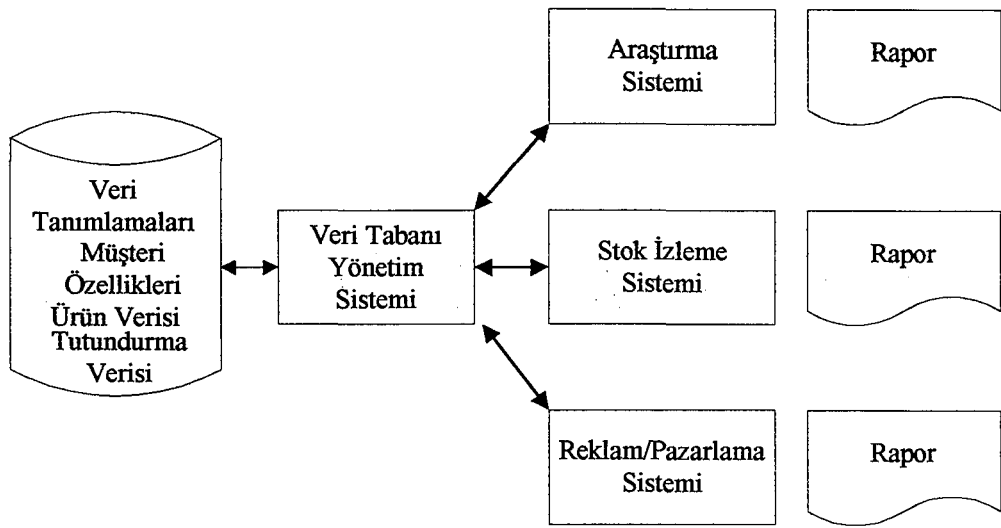 Veri
Tanımlamaları
Müşteri
Özellikleri
Ürün Verisi
Tutundurma
Verisi
Veri Tabanı
Yönetim
Sistemi
Araştırma
Sistemi
Rapor
Stok İzleme
Sistemi
Rapor
Reklam/Pazarlama
Sistemi
Rapor